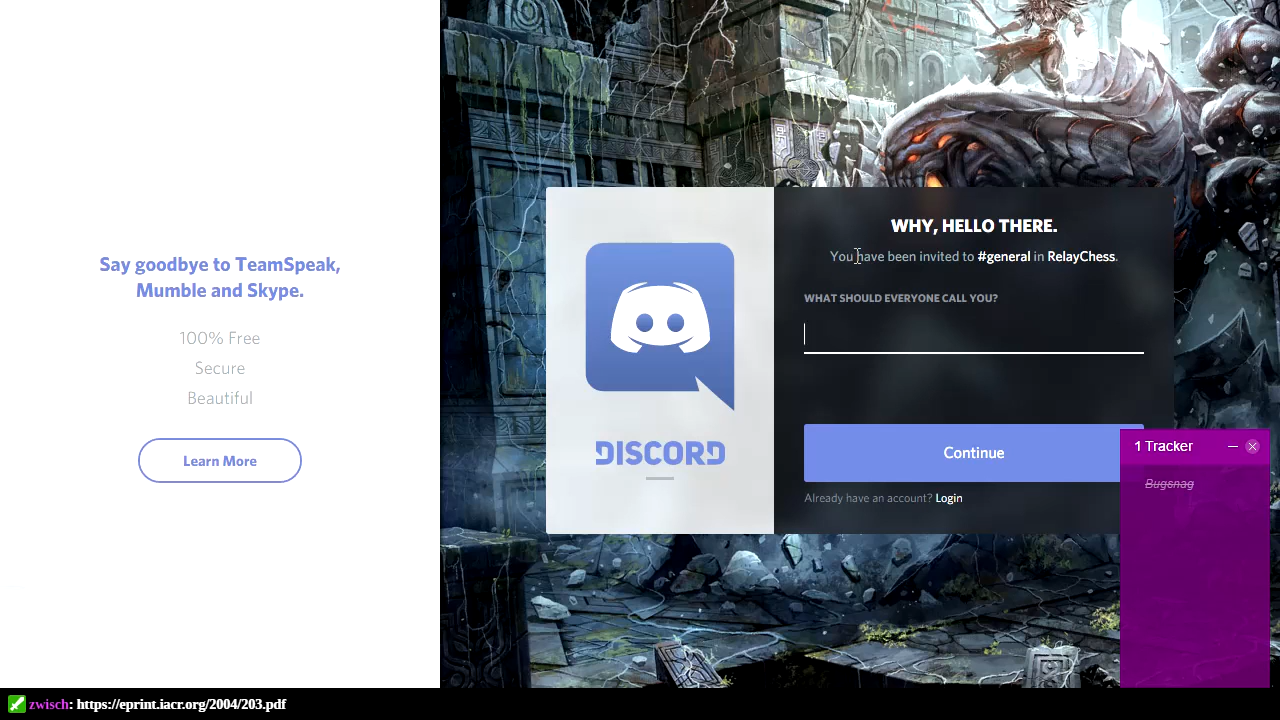 Say goodbye to TeamSpeak,
Mumble and Skype.
100% Free
Secure
Beautiful
Learn More
DISCORD
WHY, HELLO THERE.
You have been invited to #general in RelayChess.
WHAT SHOULD EVERYONE CALL YOU?
Continue
Already have an account? Login
1 Tracker
Bugsnag
zwisch: https://eprint.iacr.org/2004/203.pdf